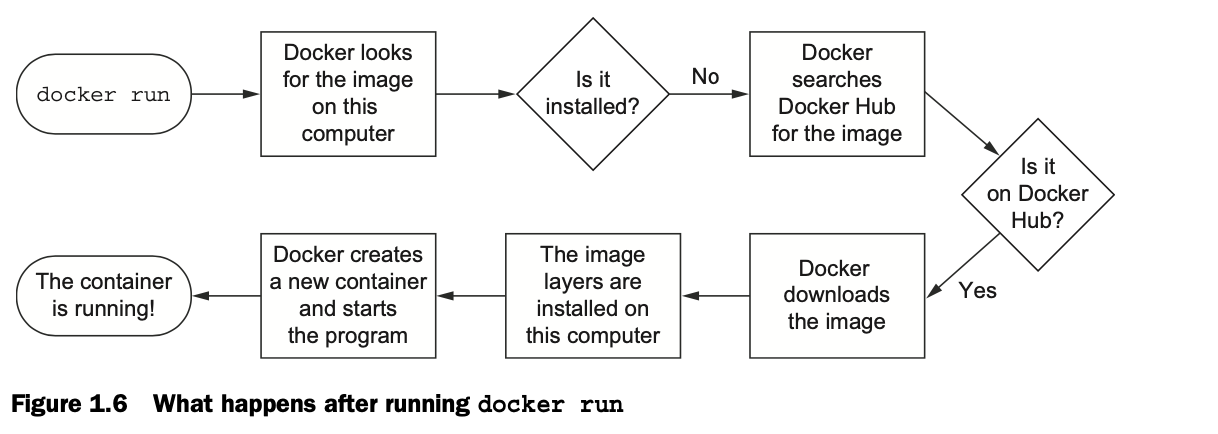 docker run
Docker looks
for the image
on this
computer
Is it
installed?
No
Docker
searches
Docker Hub
for the image
Is it
on Docker
Hub?
Yes
Docker
downloads
the image
The image
layers are
installed on
this computer
Docker creates
a new container
and starts
the program
The container
is running!
Figure 1.6 What happens after running docker run